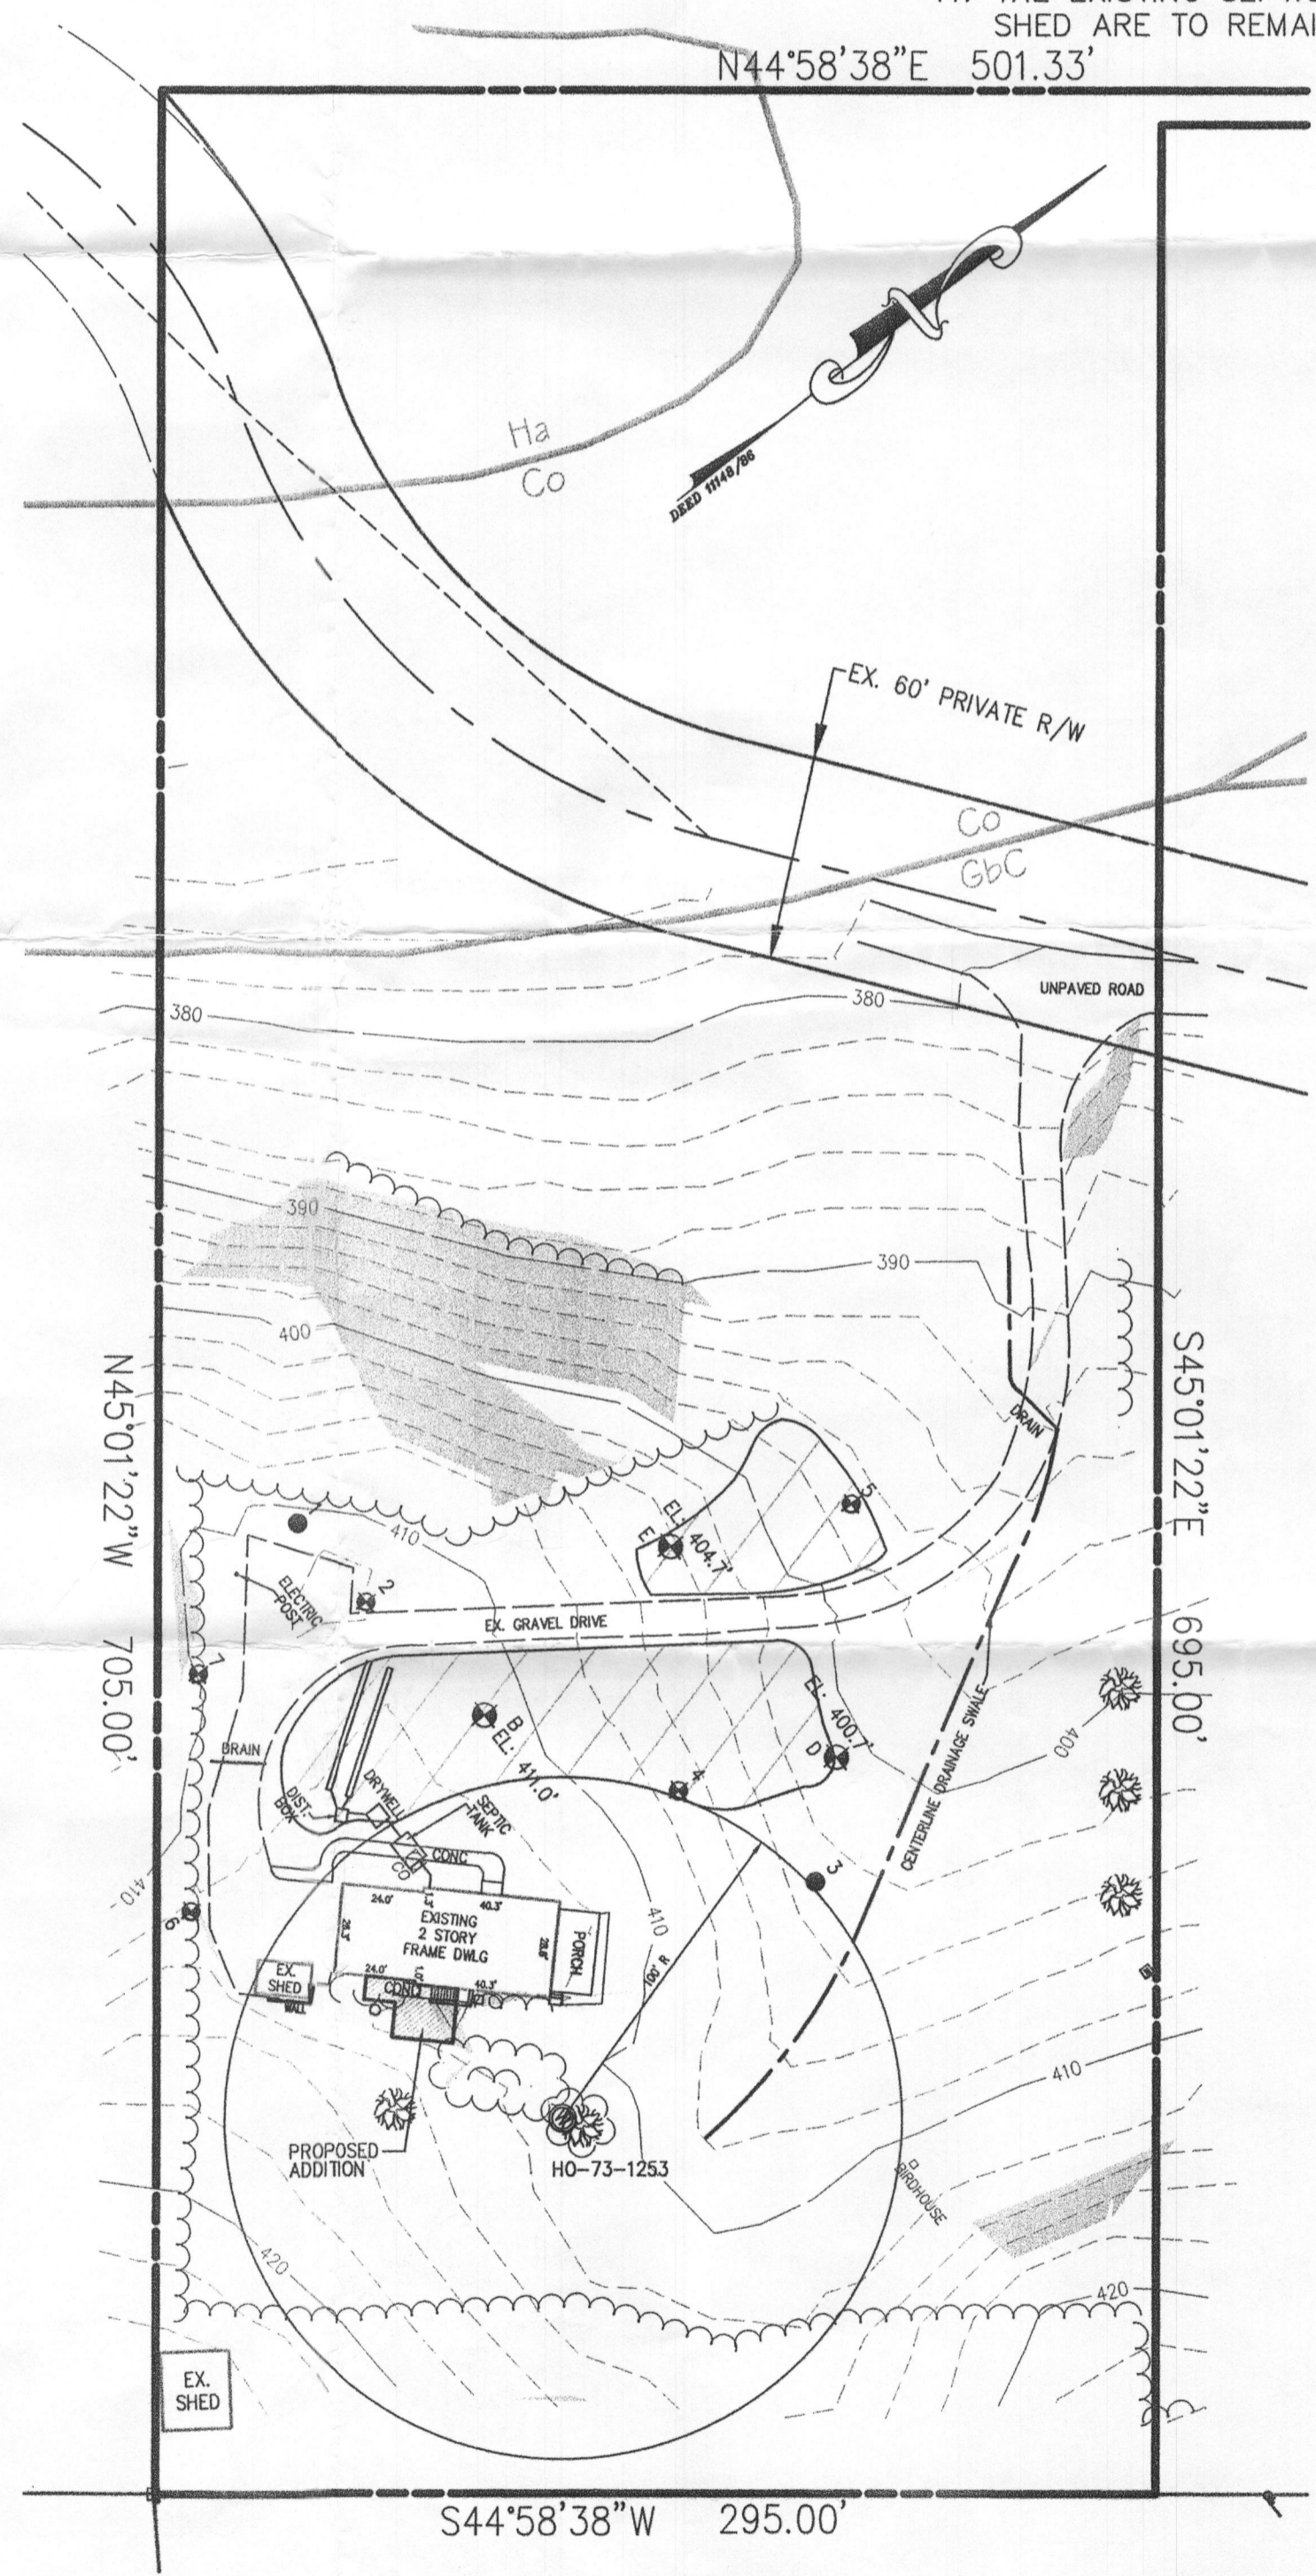 SHED ARE TO REMAI
N44°58'38"E 501.33'
Ha
Co
DEED 11148/86
EX. 60' PRIVATE R/W
Co
GbC
UNPAVED ROAD
380
380
390
390
400
N45°01'22"W 705.00'
S45°01'22"E 695.00'
DRAIN
5
EL: 404.7'
E
410
2
ELECTRIC
POST
EX. GRAVEL DRIVE
7
B
EL: 411.0'
EL: 400.7'
D
4
400
CENTERLINE DRAINAGE SWALE
DRAIN
DIST.
BOX
DRYWELL
SEPTIC
TANK
CO
CONC
3
410
6
24.0'
1.3'
40.3'
EXISTING
2 STORY
FRAME DWLG
PORCH
410
100' R
EX.
SHED
WALL
24.0'
1.0'
40.3'
CONC
410
PROPOSED
ADDITION
HO-73-1253
BIRDHOUSE
420
420
EX.
SHED
S44°58'38"W 295.00'